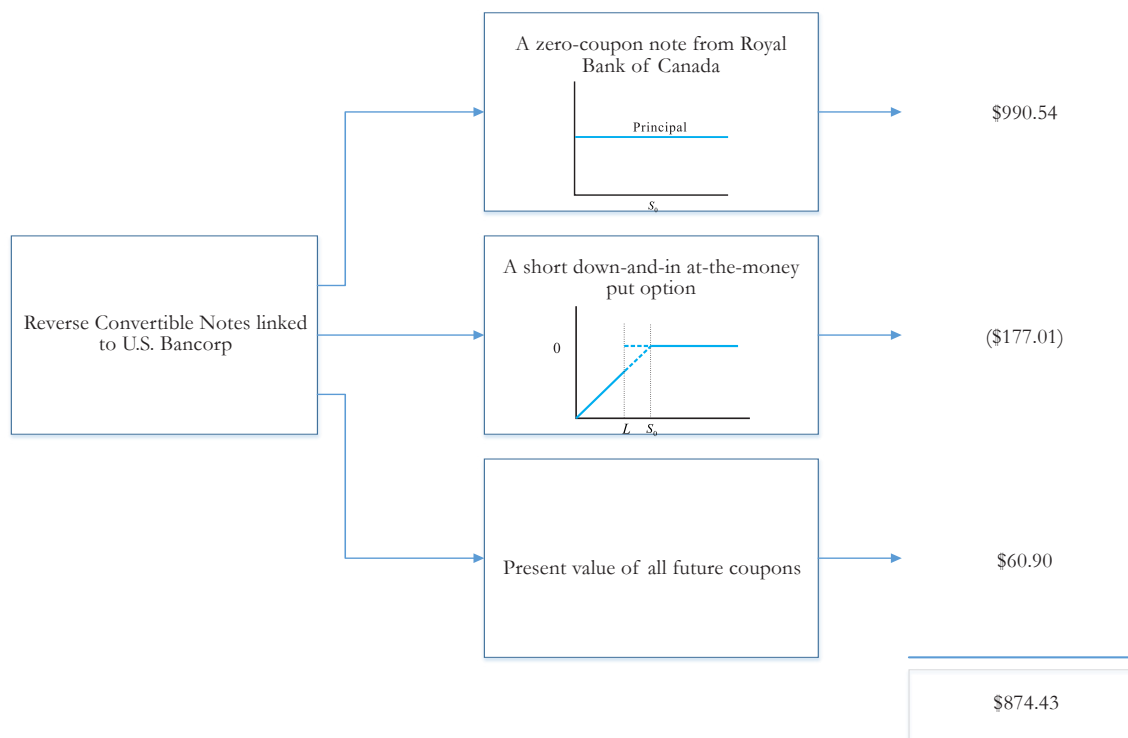 A zero-coupon note from Royal
Bank of Canada
Principal
S₀
$990.54
Reverse Convertible Notes linked
to U.S. Bancorp
A short down-and-in at-the-money
put option
0
L S₀
($177.01)
Present value of all future coupons
$60.90
$874.43